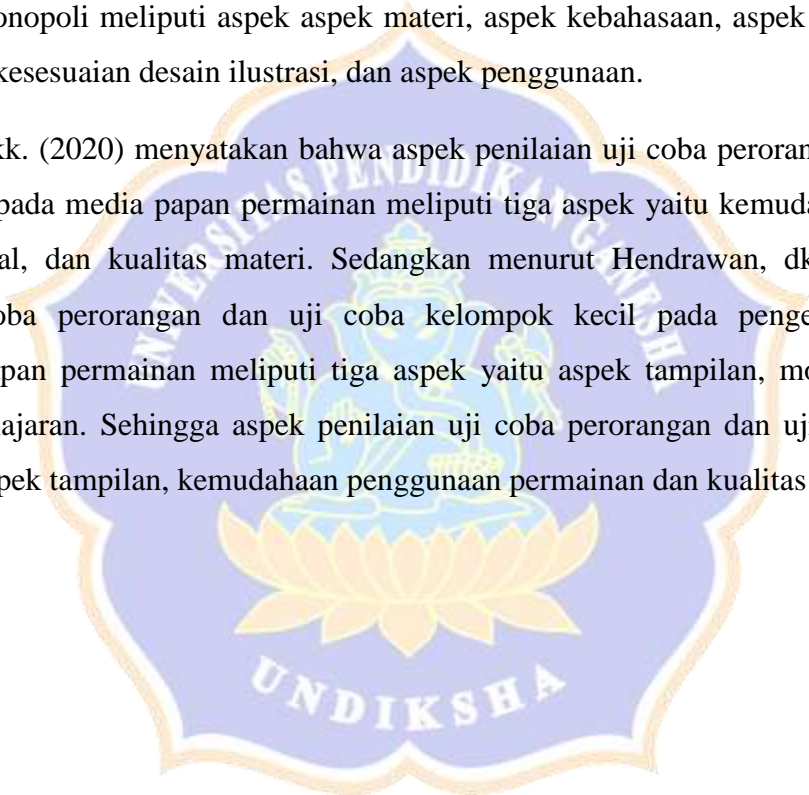 onopoli meliputi aspek aspek materi, aspek kebahasaan, aspek
kesesuaian desain ilustrasi, dan aspek penggunaan.
kk. (2020) menyatakan bahwa aspek penilaian uji coba peroran
pada media papan permainan meliputi tiga aspek yaitu kemuda
al, dan kualitas materi. Sedangkan menurut Hendrawan, dk
oba perorangan dan uji coba kelompok kecil pada penge
pan permainan meliputi tiga aspek yaitu aspek tampilan, mo
lajaran. Sehingga aspek penilaian uji coba perorangan dan uj
pek tampilan, kemudahaan penggunaan permainan dan kualitas
UNIVERSITAS PENDIDIKAN GANESHA
UNDIKSHA